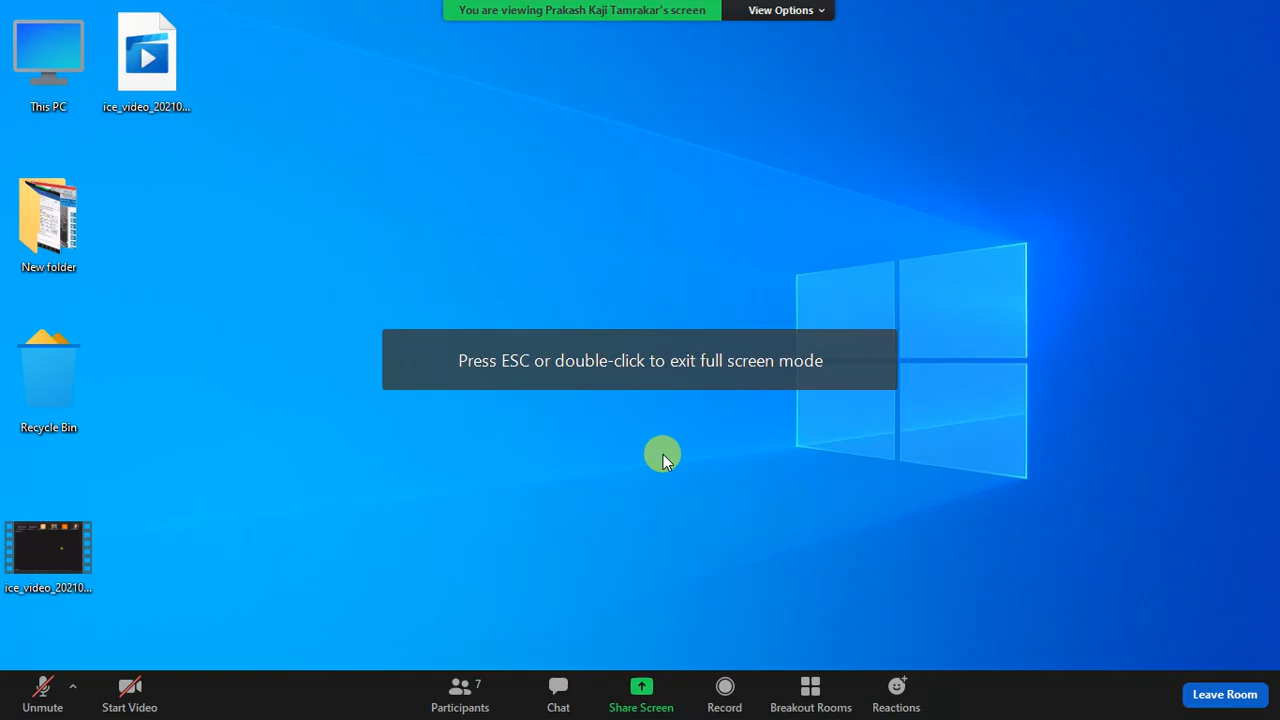 You are viewing Prakash Kaji Tamrakar's screen
View Options
This PC
ice_video_20210...
New folder
Press ESC or double-click to exit full screen mode
Recycle Bin
ice_video_20210...
Unmute
Start Video
Participants
7
Chat
Share Screen
Record
Breakout Rooms
Reactions
Leave Room